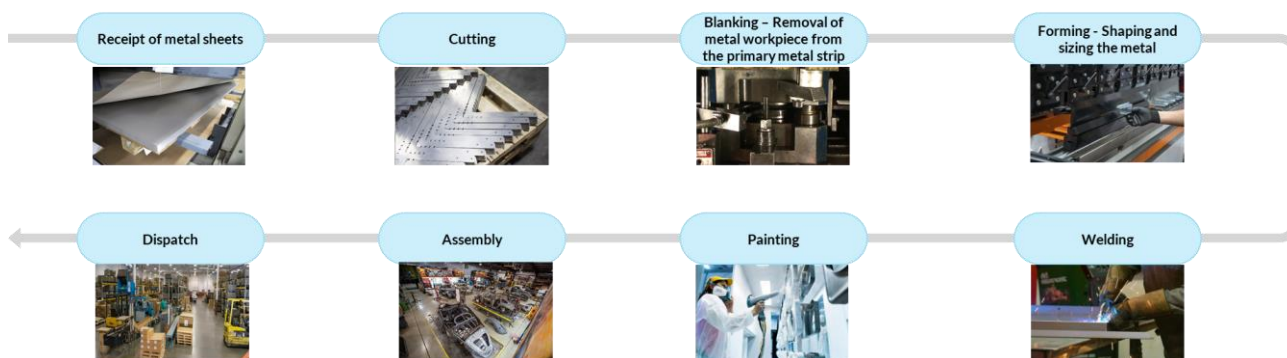 Receipt of metal sheets
Cutting
Blanking – Removal of
metal workpiece from
the primary metal strip
Forming - Shaping and
sizing the metal
Dispatch
Assembly
Painting
Welding